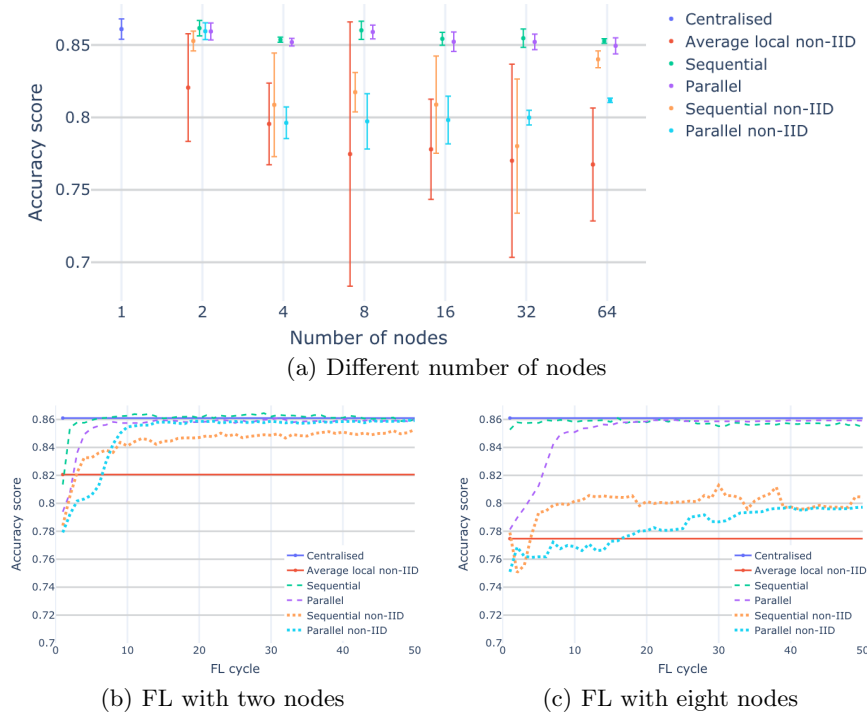 Accuracy score
0.85
0.8
0.75
0.7
1 2 4 8 16 32 64
Number of nodes
Centralised
Average local non-IID
Sequential
Parallel
Sequential non-IID
Parallel non-IID
(a) Different number of nodes
Accuracy score
0.86
0.84
0.82
0.8
0.78
0.76
0.74
0.72
0.7
0 10 20 30 40 50
FL cycle
Centralised
Average local non-IID
Sequential
Parallel
Sequential non-IID
Parallel non-IID
(b) FL with two nodes
Accuracy score
0.86
0.84
0.82
0.8
0.78
0.76
0.74
0.72
0.7
0 10 20 30 40 50
FL cycle
Centralised
Average local non-IID
Sequential
Parallel
Sequential non-IID
Parallel non-IID
(c) FL with eight nodes